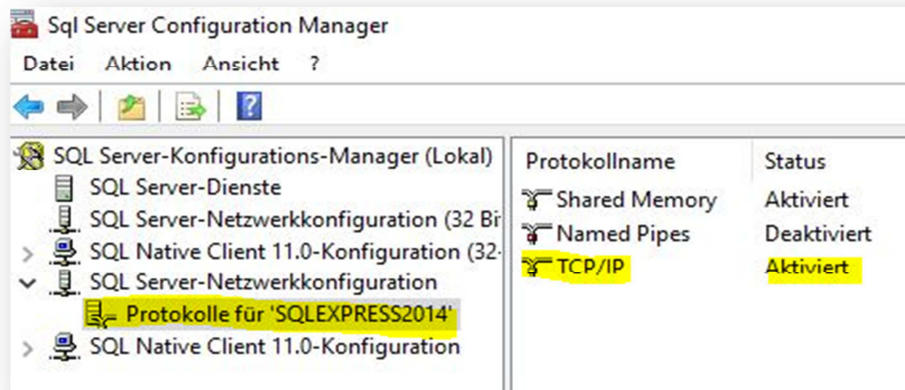 Sql Server Configuration Manager
Datei Aktion Ansicht ?
SQL Server-Konfigurations-Manager (Lokal)
SQL Server-Dienste
SQL Server-Netzwerkkonfiguration (32 Bi
SQL Native Client 11.0-Konfiguration (32-
SQL Server-Netzwerkkonfiguration
Protokolle für 'SQLEXPRESS2014'
SQL Native Client 11.0-Konfiguration
Protokollname Status
Shared Memory Aktiviert
Named Pipes Deaktiviert
TCP/IP Aktiviert